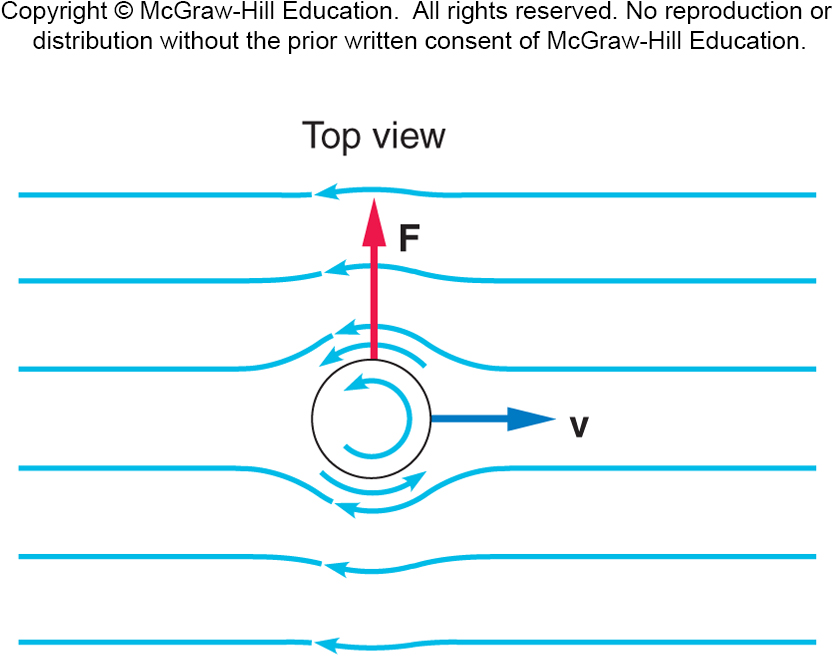 Copyright © McGraw-Hill Education.  All rights reserved. No reproduction or
distribution without the prior written consent of McGraw-Hill Education.
Top view
F
v